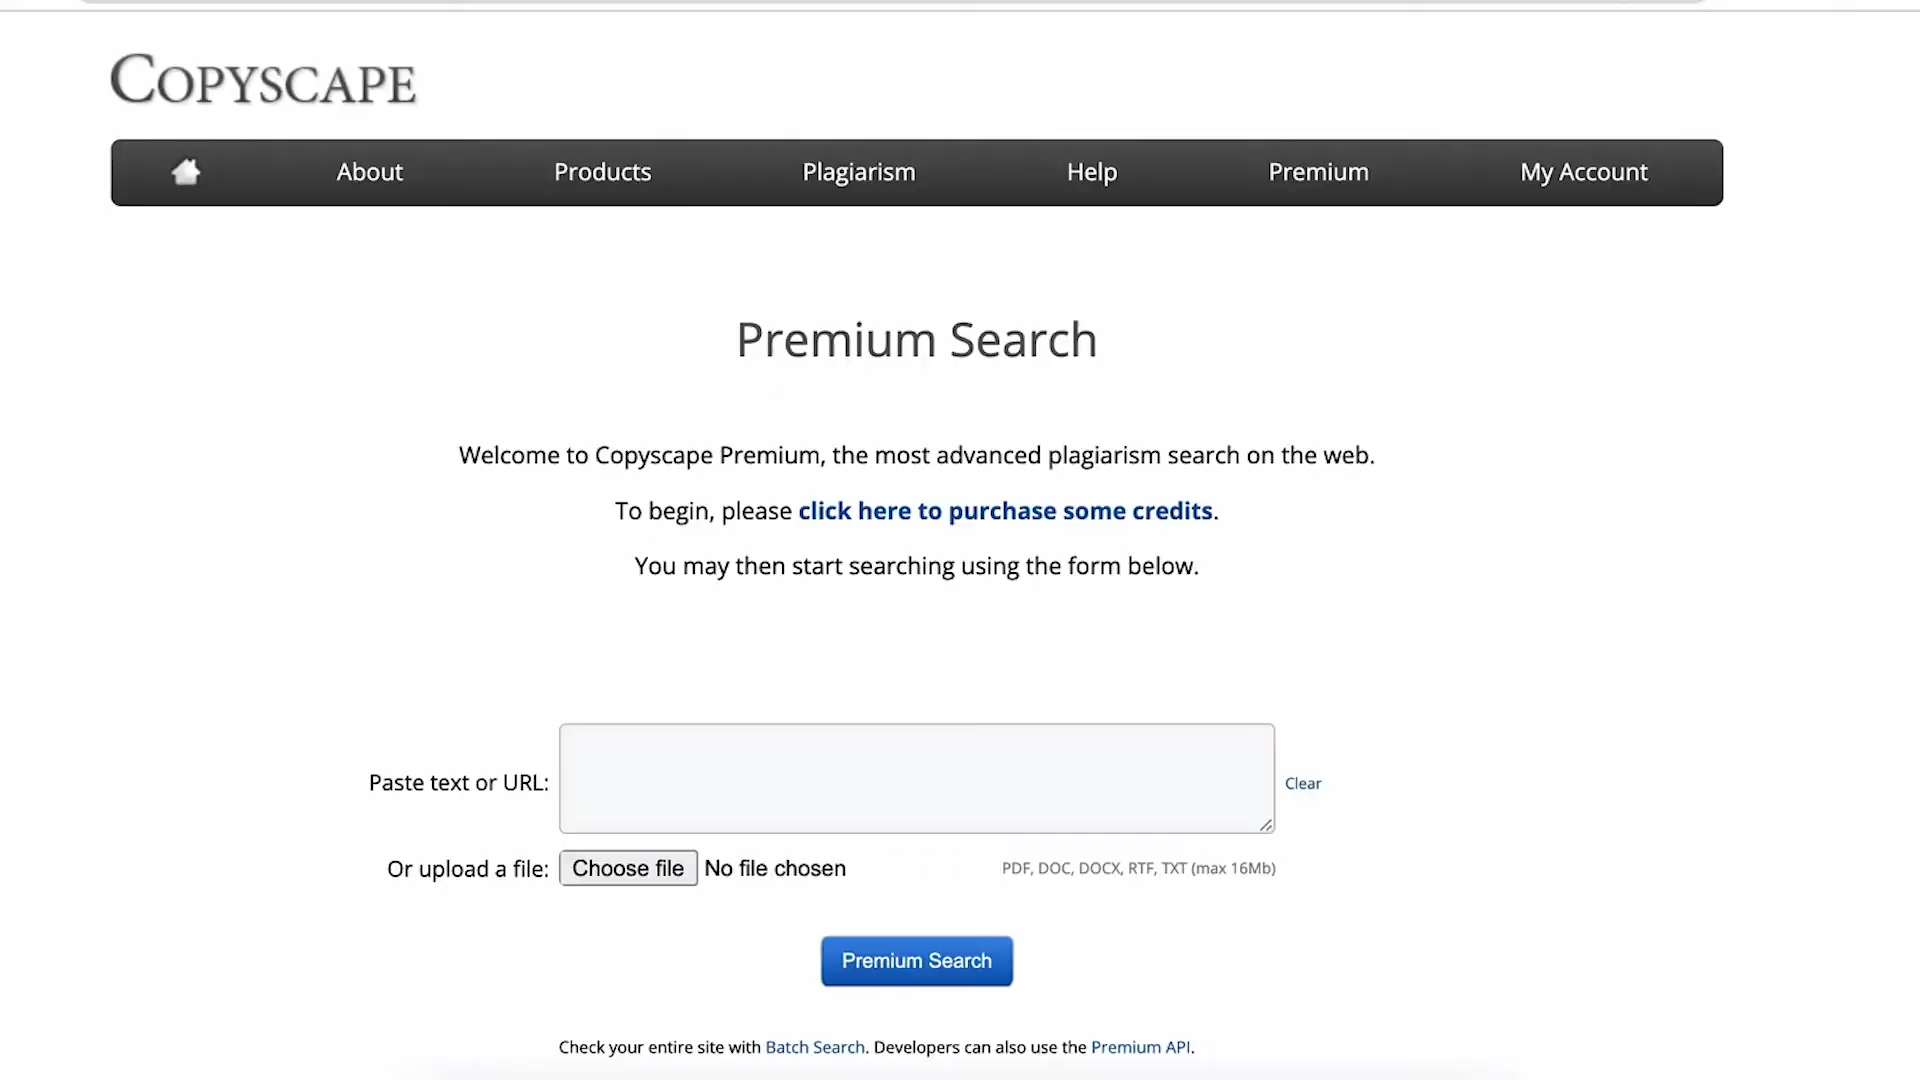 COPYSCAPE
About Products Plagiarism Help Premium My Account
Premium Search
Welcome to Copyscape Premium, the most advanced plagiarism search on the web.
To begin, please click here to purchase some credits.
You may then start searching using the form below.
Paste text or URL: Clear
Or upload a file: Choose file No file chosen PDF, DOC, DOCX, RTF, TXT (max 16Mb)
Premium Search
Check your entire site with Batch Search. Developers can also use the Premium API.